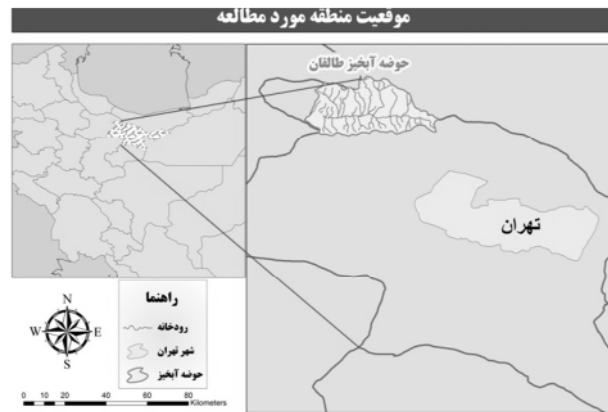 موقعیت منطقه مورد مطالعه
حوضه آبخیز طالقان
تهران
راهنما
رودخانه
شهر تهران
حوضه آبخیز
N
W E
S
0 10 20 40 60 80
Kilometers